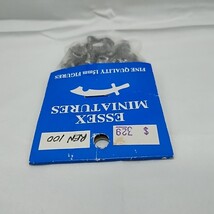 ESSEX
MINIATURES
FINE QUALITY 15mm FIGURES
REN 100
$ 329